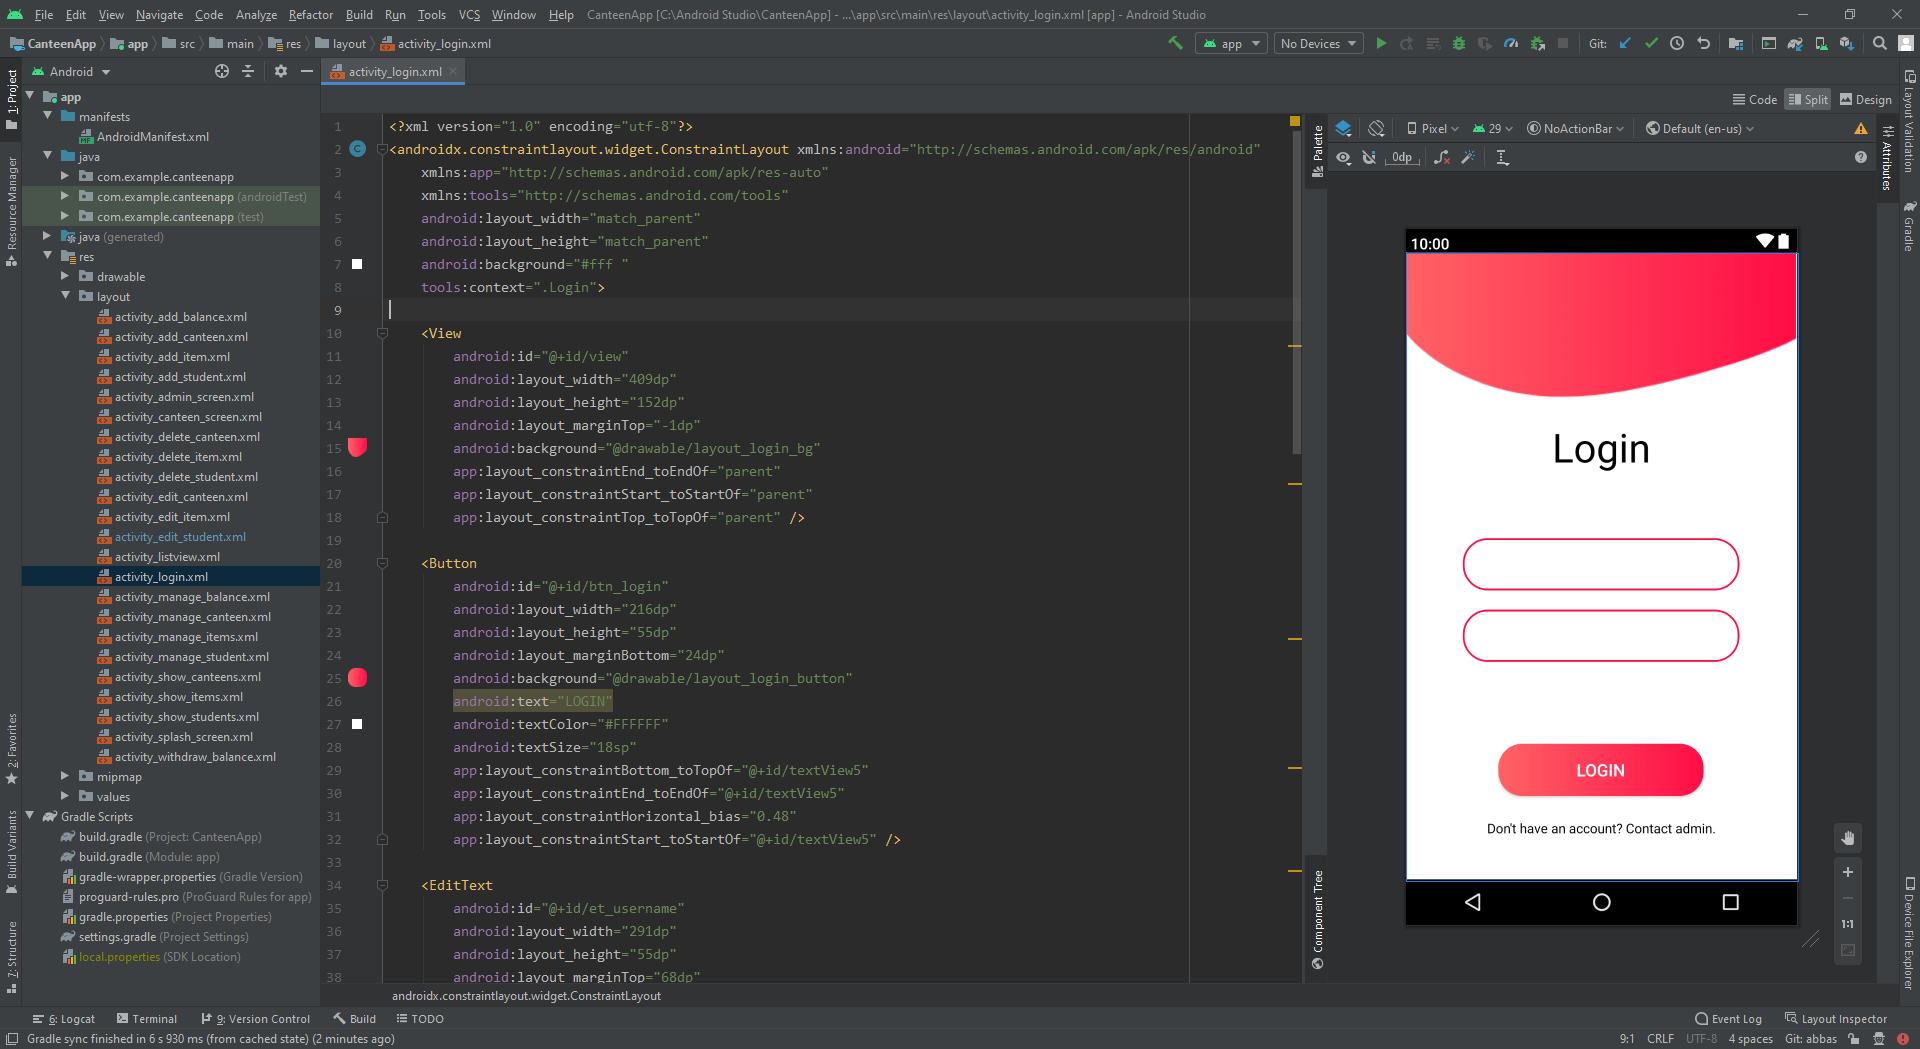 File Edit View Navigate Code Analyze Refactor Build Run Tools VCS Window Help CanteenApp [C:\Android Studio\CanteenApp] - ...\app\src\main\res\layout\activity_login.xml [app] - Android Studio
CanteenApp app src main res layout activity_login.xml
app No Devices Git:
Android
activity_login.xml
Code Split Design
1: Project
Resource Manager
2: Favorites
Build Variants
7: Structure
app
manifests
AndroidManifest.xml
java
com.example.canteenapp
com.example.canteenapp (androidTest)
com.example.canteenapp (test)
java (generated)
res
drawable
layout
activity_add_balance.xml
activity_add_canteen.xml
activity_add_item.xml
activity_add_student.xml
activity_admin_screen.xml
activity_canteen_screen.xml
activity_delete_canteen.xml
activity_delete_item.xml
activity_delete_student.xml
activity_edit_canteen.xml
activity_edit_item.xml
activity_edit_student.xml
activity_listview.xml
activity_login.xml
activity_manage_balance.xml
activity_manage_canteen.xml
activity_manage_items.xml
activity_manage_student.xml
activity_show_canteens.xml
activity_show_items.xml
activity_show_students.xml
activity_splash_screen.xml
activity_withdraw_balance.xml
mipmap
values
Gradle Scripts
build.gradle (Project: CanteenApp)
build.gradle (Module: app)
gradle-wrapper.properties (Gradle Version)
proguard-rules.pro (ProGuard Rules for app)
gradle.properties (Project Properties)
settings.gradle (Project Settings)
local.properties (SDK Location)
1 <?xml version="1.0" encoding="utf-8"?>
2 C <androidx.constraintlayout.widget.ConstraintLayout xmlns:android="http://schemas.android.com/apk/res/android"
3 xmlns:app="http://schemas.android.com/apk/res-auto"
4 xmlns:tools="http://schemas.android.com/tools"
5 android:layout_width="match_parent"
6 android:layout_height="match_parent"
7 android:background="#fff "
8 tools:context=".Login">
9
10 <View
11 android:id="@+id/view"
12 android:layout_width="409dp"
13 android:layout_height="152dp"
14 android:layout_marginTop="-1dp"
15 android:background="@drawable/layout_login_bg"
16 app:layout_constraintEnd_toEndOf="parent"
17 app:layout_constraintStart_toStartOf="parent"
18 app:layout_constraintTop_toTopOf="parent" />
19
20 <Button
21 android:id="@+id/btn_login"
22 android:layout_width="216dp"
23 android:layout_height="55dp"
24 android:layout_marginBottom="24dp"
25 android:background="@drawable/layout_login_button"
26 android:text="LOGIN"
27 android:textColor="#FFFFFF"
28 android:textSize="18sp"
29 app:layout_constraintBottom_toTopOf="@+id/textView5"
30 app:layout_constraintEnd_toEndOf="@+id/textView5"
31 app:layout_constraintHorizontal_bias="0.48"
32 app:layout_constraintStart_toStartOf="@+id/textView5" />
33
34 <EditText
35 android:id="@+id/et_username"
36 android:layout_width="291dp"
37 android:layout_height="55dp"
38 android:layout_marginTop="68dp"
androidx.constraintlayout.widget.ConstraintLayout
Palette
Component Tree
Pixel 29 NoActionBar Default (en-us)
0dp
10:00
Login
LOGIN
Don't have an account? Contact admin.
1:1
Attributes
Layout Validation
Gradle
Device File Explorer
6: Logcat Terminal 9: Version Control Build TODO Event Log Layout Inspector
Gradle sync finished in 6 s 930 ms (from cached state) (2 minutes ago) 9:1 CRLF UTF-8 4 spaces Git: abbas